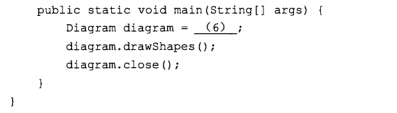 public static void main(String[] args) {
Diagram diagram = (6) ;
diagram.drawShapes();
diagram.close();
}
}